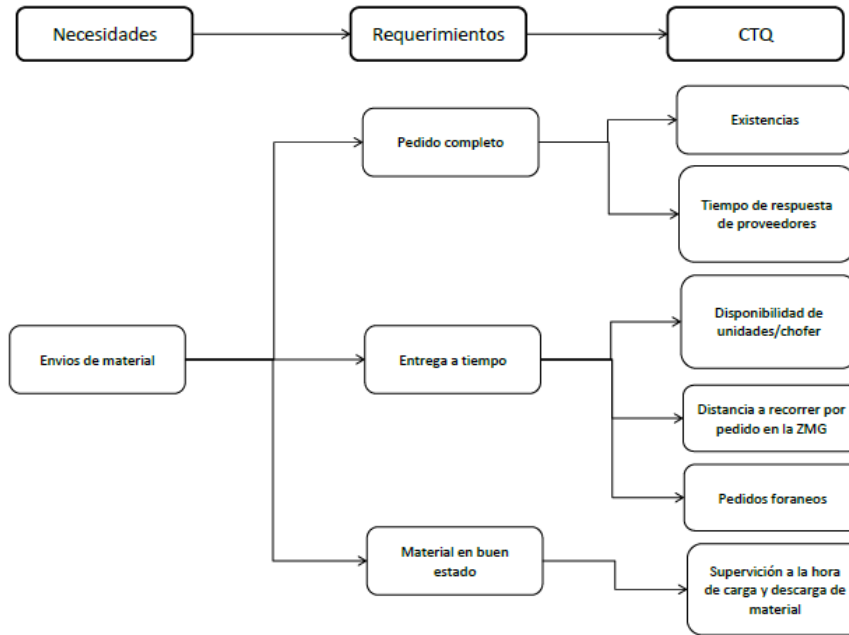 Necesidades
Requerimientos
CTQ
Pedido completo
Existencias
Tiempo de respuesta
de proveedores
Envios de material
Entrega a tiempo
Disponibilidad de
unidades/chofer
Distancia a recorrer por
pedido en la ZMG
Pedidos foraneos
Material en buen
estado
Supervición a la hora
de carga y descarga de
material